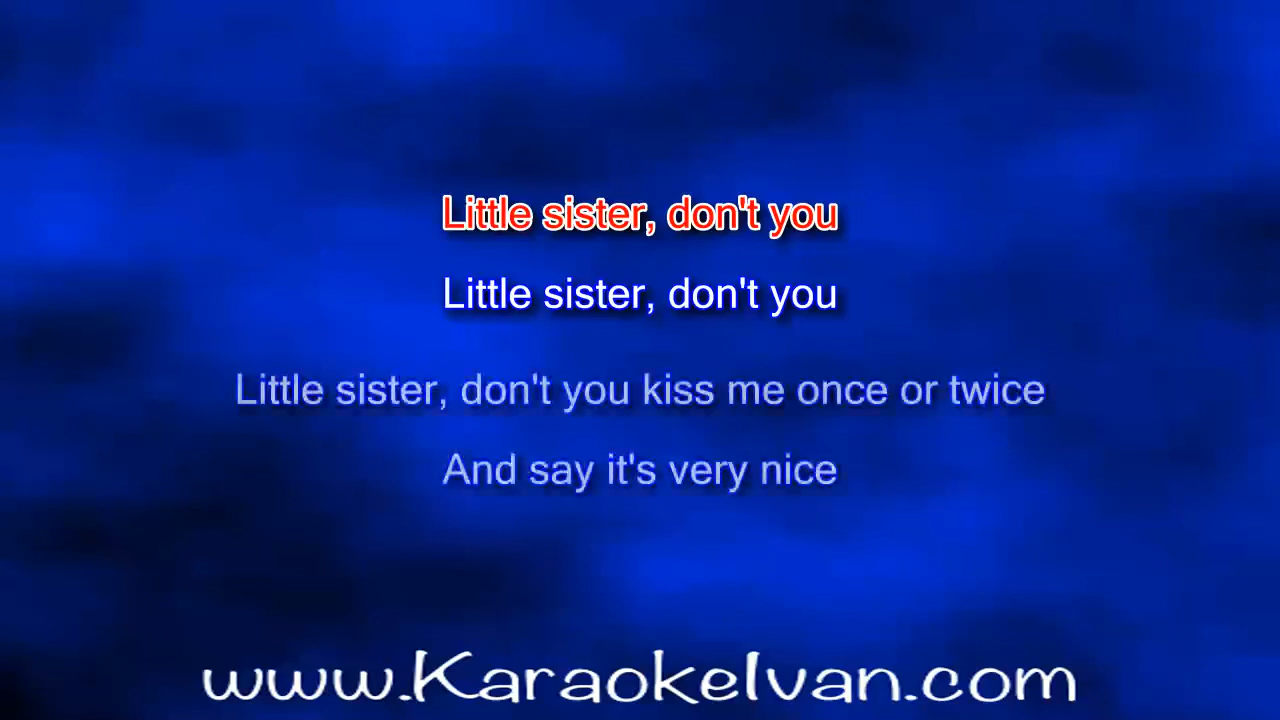 Little sister, don't you
Little sister, don't you
Little sister, don't you kiss me once or twice
And say it's very nice
www.KaraokeIvan.com